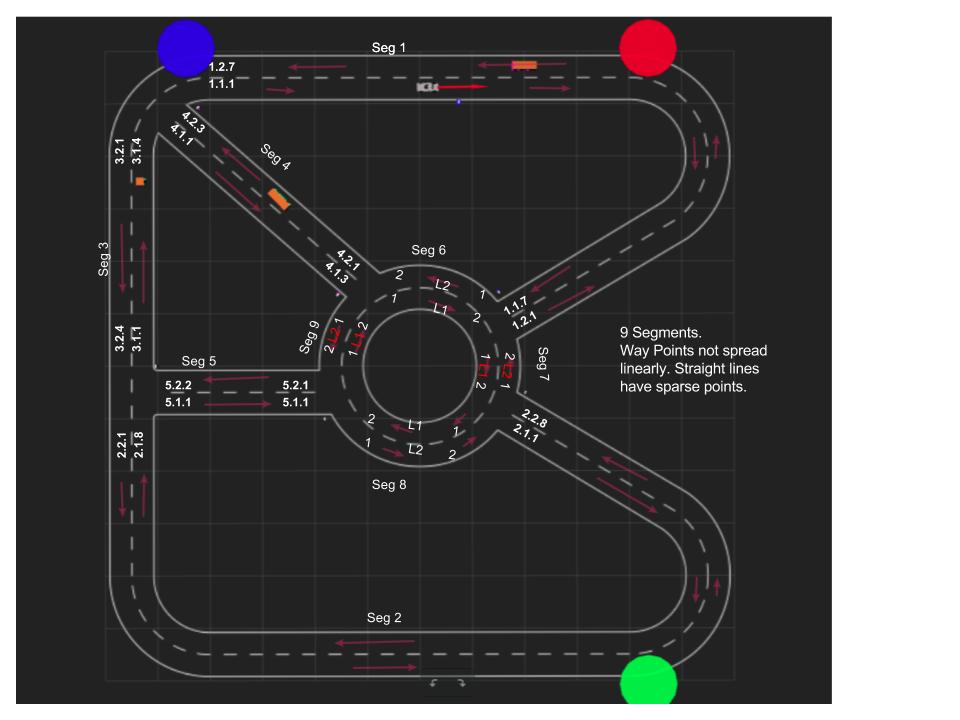 Seg 1
1.2.7
1.1.1
4.2.3
4.1.1
3.2.1
3.1.4
Seg 4
Seg 3
4.2.1
4.1.3
Seg 6
2
L2
1
1
L1
2
1.1.7
1.2.1
Seg 9
2 L2 1
1 L1 2
3.2.4
3.1.1
Seg 5
5.2.2
5.2.1
5.1.1
5.1.1
1 L1 2
2 L2 1
Seg 7
9 Segments.
Way Points not spread
linearly. Straight lines
have sparse points.
2.2.1
2.1.8
2
L1
1
1
L2
2
2.2.8
2.1.1
Seg 8
Seg 2